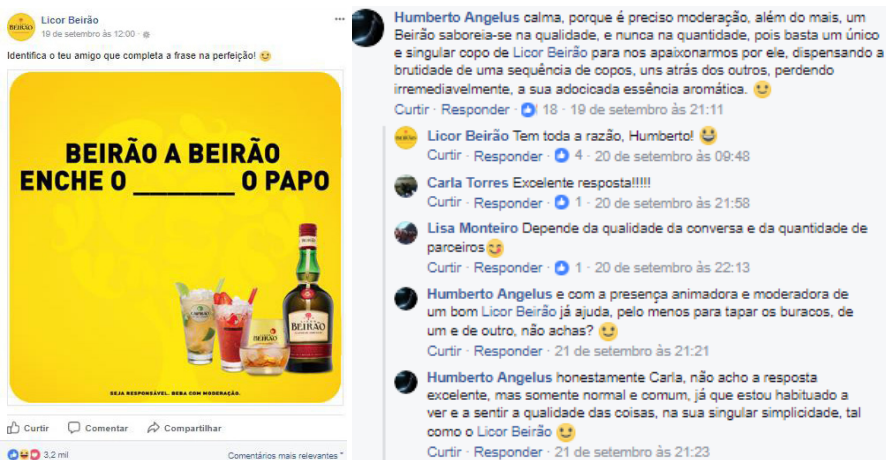 Licor Beirão
19 de setembro às 12:00 ·
Identifica o teu amigo que completa a frase na perfeição! 😉
BEIRÃO A BEIRÃO
ENCHE O ______ O PAPO
BEIRÃO
BEIRÃO
BEIRÃO
SEJA RESPONSÁVEL. BEBA COM MODERAÇÃO.
Curtir Comentar Compartilhar
3,2 mil Comentários mais relevantes
Humberto Angelus calma, porque é preciso moderação, além do mais, um
Beirão saboreia-se na qualidade, e nunca na quantidade, pois basta um único
e singular copo de Licor Beirão para nos apaixonarmos por ele, dispensando a
brutidade de uma sequência de copos, uns atrás dos outros, perdendo
irremediavelmente, a sua adocicada essência aromática. 😉
Curtir · Responder · 18 · 19 de setembro às 21:11
Licor Beirão Tem toda a razão, Humberto! 😃
Curtir · Responder · 4 · 20 de setembro às 09:48
Carla Torres Excelente resposta!!!!!
Curtir · Responder · 1 · 20 de setembro às 21:58
Lisa Monteiro Depende da qualidade da conversa e da quantidade de
parceiros 😜
Curtir · Responder · 1 · 20 de setembro às 22:13
Humberto Angelus e com a presença animadora e moderadora de
um bom Licor Beirão já ajuda, pelo menos para tapar os buracos, de
um e de outro, não achas? 😉
Curtir · Responder · 21 de setembro às 21:21
Humberto Angelus honestamente Carla, não acho a resposta
excelente, mas somente normal e comum, já que estou habituado a
ver e a sentir a qualidade das coisas, na sua singular simplicidade, tal
como o Licor Beirão 😉
Curtir · Responder · 21 de setembro às 21:23